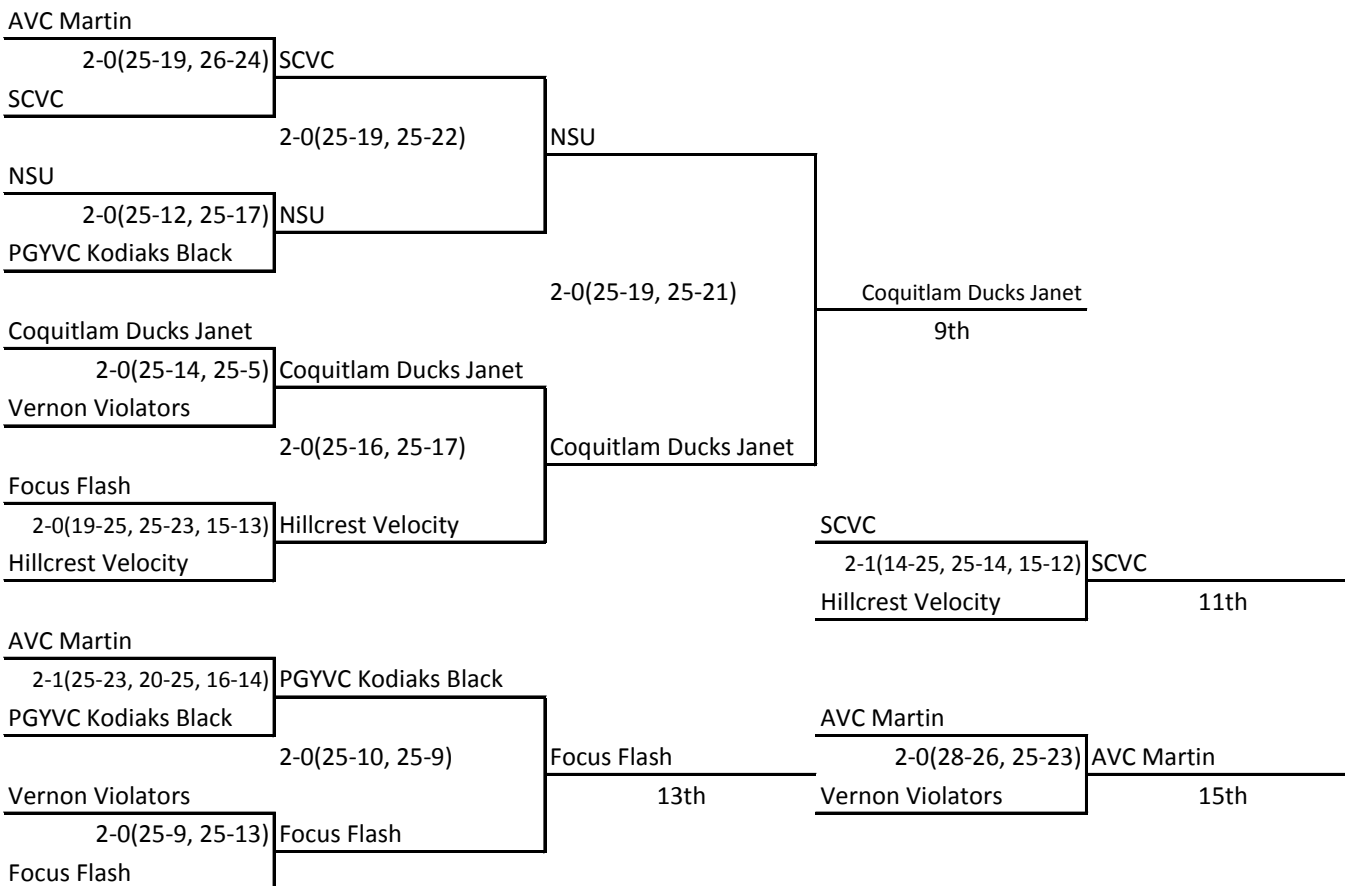 AVC Martin
2-0(25-19, 26-24) SCVC
SCVC
2-0(25-19, 25-22) NSU
NSU
2-0(25-12, 25-17) NSU
PGYVC Kodiaks Black
2-0(25-19, 25-21) Coquitlam Ducks Janet
Coquitlam Ducks Janet 9th
2-0(25-14, 25-5) Coquitlam Ducks Janet
Vernon Violators
2-0(25-16, 25-17) Coquitlam Ducks Janet
Focus Flash
2-0(19-25, 25-23, 15-13) Hillcrest Velocity SCVC
Hillcrest Velocity 2-1(14-25, 25-14, 15-12) SCVC
Hillcrest Velocity 11th
AVC Martin
2-1(25-23, 20-25, 16-14) PGYVC Kodiaks Black
PGYVC Kodiaks Black AVC Martin
2-0(25-10, 25-9) Focus Flash 2-0(28-26, 25-23) AVC Martin
Vernon Violators 13th Vernon Violators 15th
2-0(25-9, 25-13) Focus Flash
Focus Flash